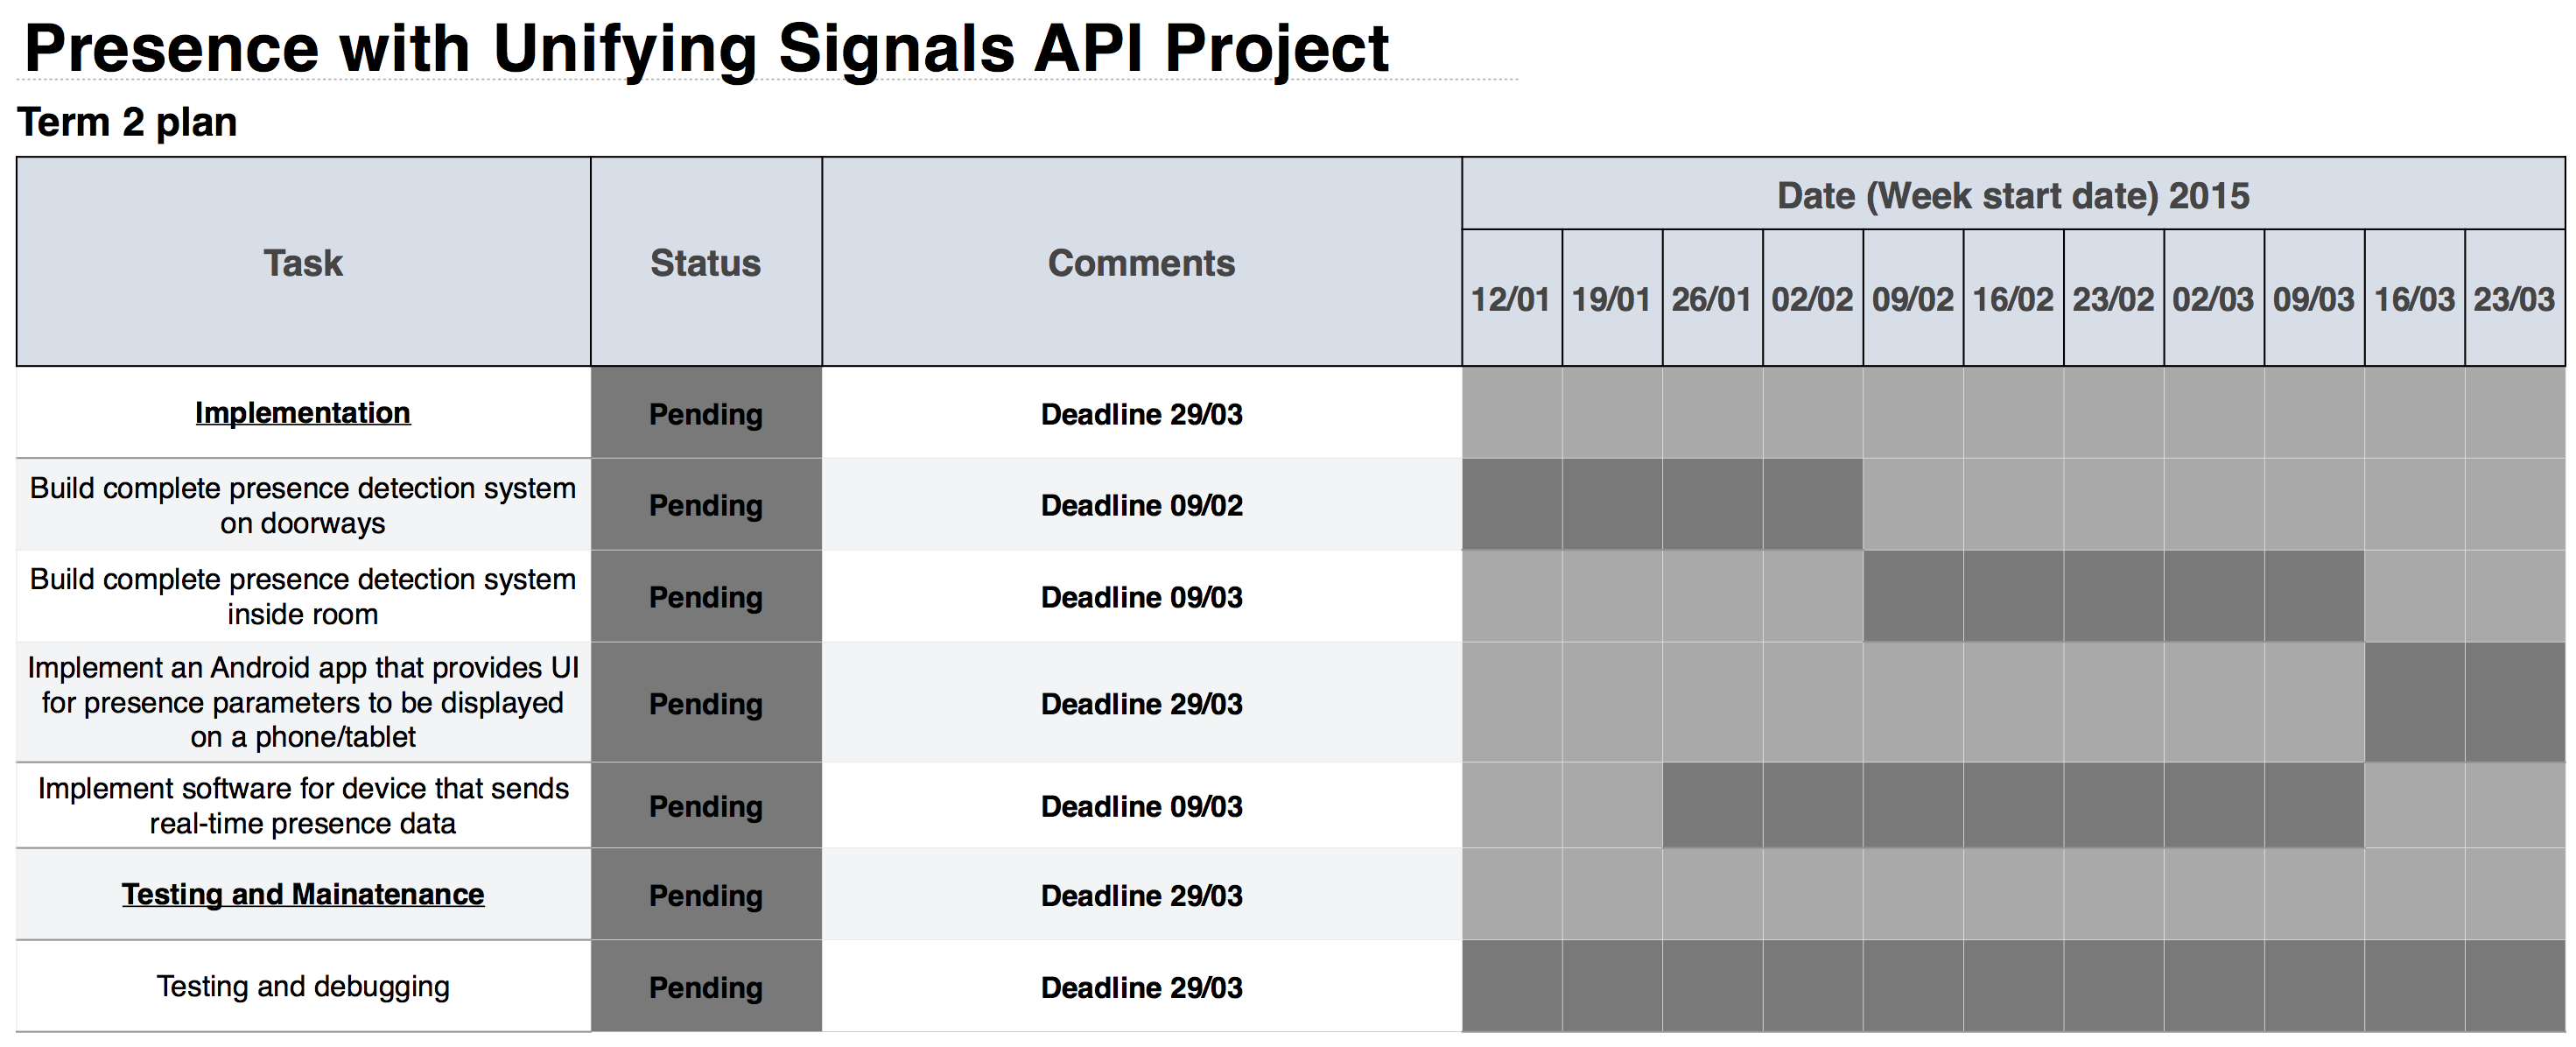 Presence with Unifying Signals API Project
Term 2 plan
Task
Status
Comments
Date (Week start date) 2015
12/01 19/01 26/01 02/02 09/02 16/02 23/02 02/03 09/03 16/03 23/03
Implementation
Pending
Deadline 29/03
Build complete presence detection system
on doorways
Pending
Deadline 09/02
Build complete presence detection system
inside room
Pending
Deadline 09/03
Implement an Android app that provides UI
for presence parameters to be displayed
on a phone/tablet
Pending
Deadline 29/03
Implement software for device that sends
real-time presence data
Pending
Deadline 09/03
Testing and Mainatenance
Pending
Deadline 29/03
Testing and debugging
Pending
Deadline 29/03